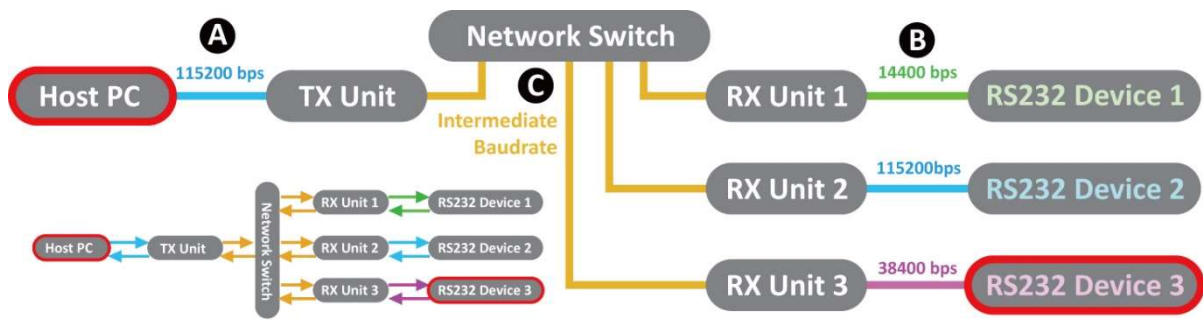 A
B
Network Switch
115200 bps
14400 bps
Host PC
TX Unit
C
RX Unit 1
RS232 Device 1
Intermediate
Baudrate
115200bps
RX Unit 2
RS232 Device 2
38400 bps
RX Unit 3
RS232 Device 3
Host PC
TX Unit
Network Switch
RX Unit 1
RS232 Device 1
RX Unit 2
RS232 Device 2
RX Unit 3
RS232 Device 3